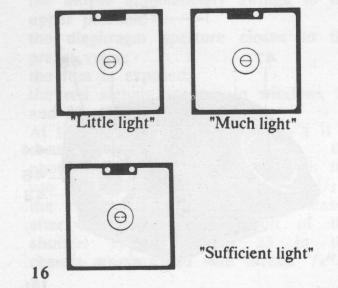 "Little light"
"Much light"
"Sufficient light"
16